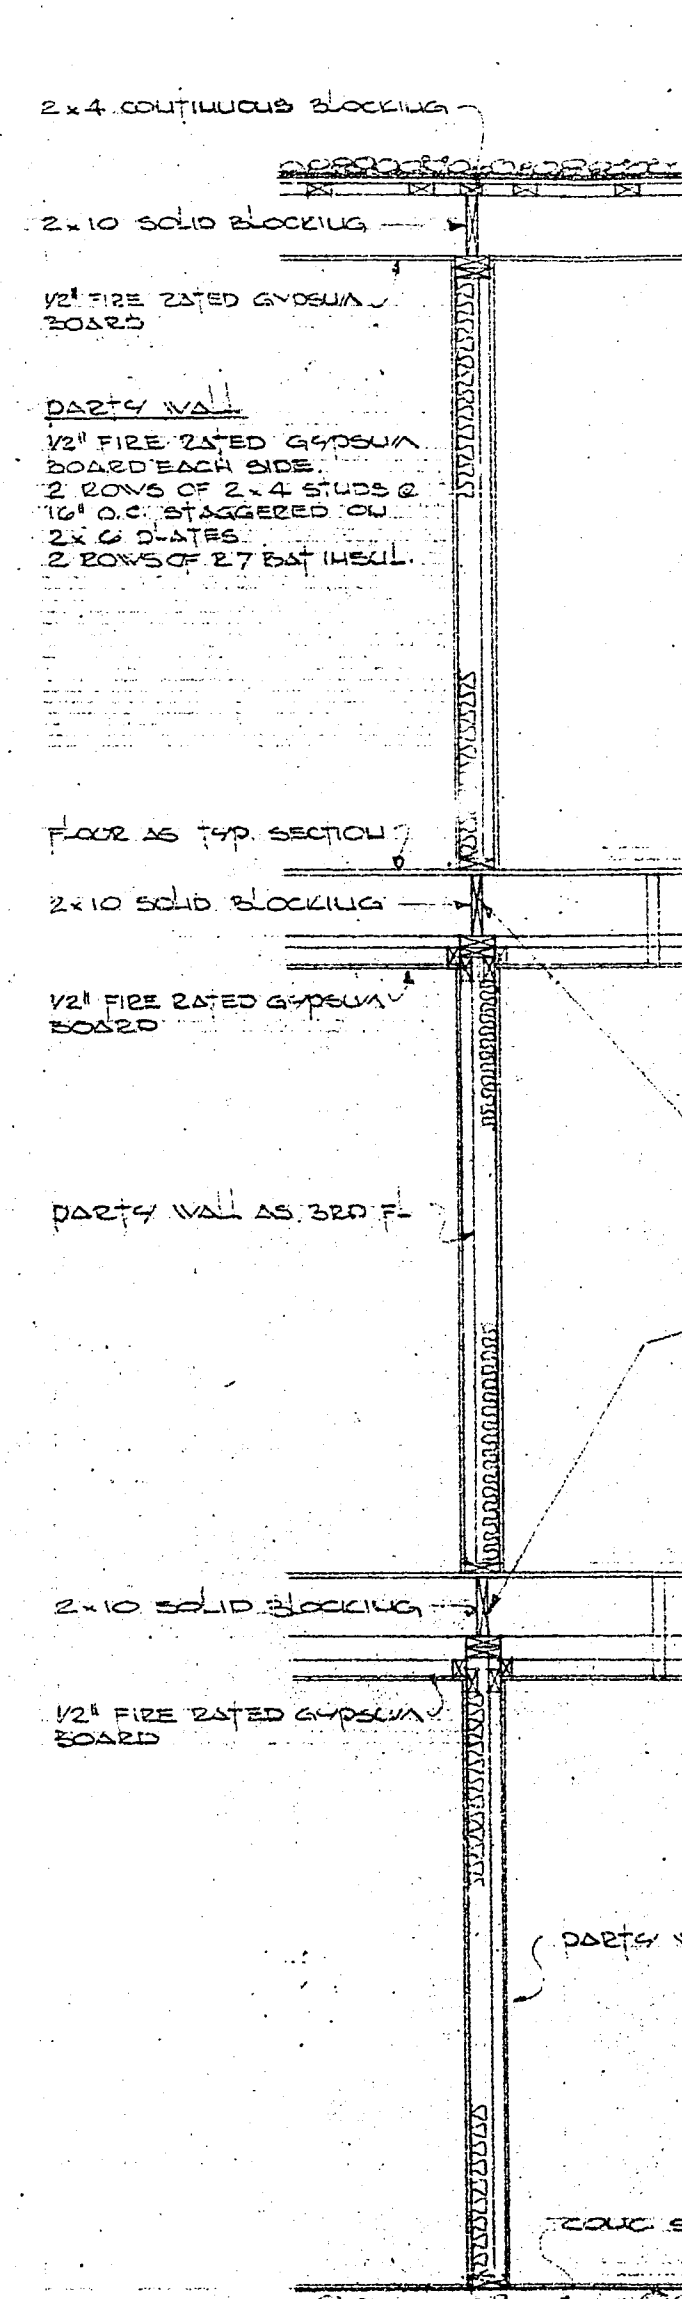 2x4 CONTINUOUS BLOCKING
2x10 SOLID BLOCKING
1/2" FIRE RATED GYPSUM
BOARD
PARTY WALL
1/2" FIRE RATED GYPSUM
BOARD EACH SIDE.
2 ROWS OF 2x4 STUDS @
16" O.C. STAGGERED ON
2x6 PLATES
2 ROWS OF R7 BAT INSUL.
FLOOR AS TYP. SECTION
2x10 SOLID BLOCKING
1/2" FIRE RATED GYPSUM
BOARD
PARTY WALL AS 3RD FL
2x10 SOLID BLOCKING
1/2" FIRE RATED GYPSUM
BOARD
PARTY
CONC